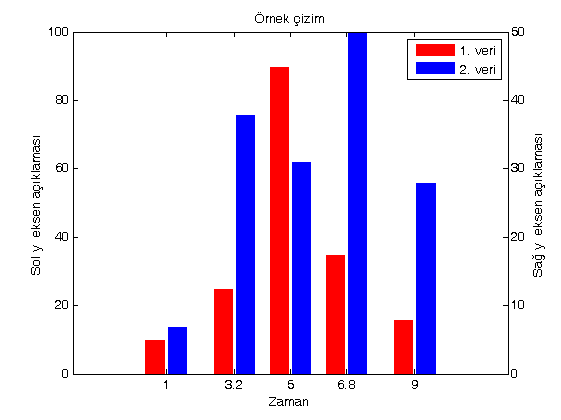 Örnek çizim
100
80
60
40
20
0
50
40
30
20
10
0
1. veri
2. veri
Sol y eksen açıklaması
Sağ y eksen açıklaması
1 3.2 5 6.8 9
Zaman